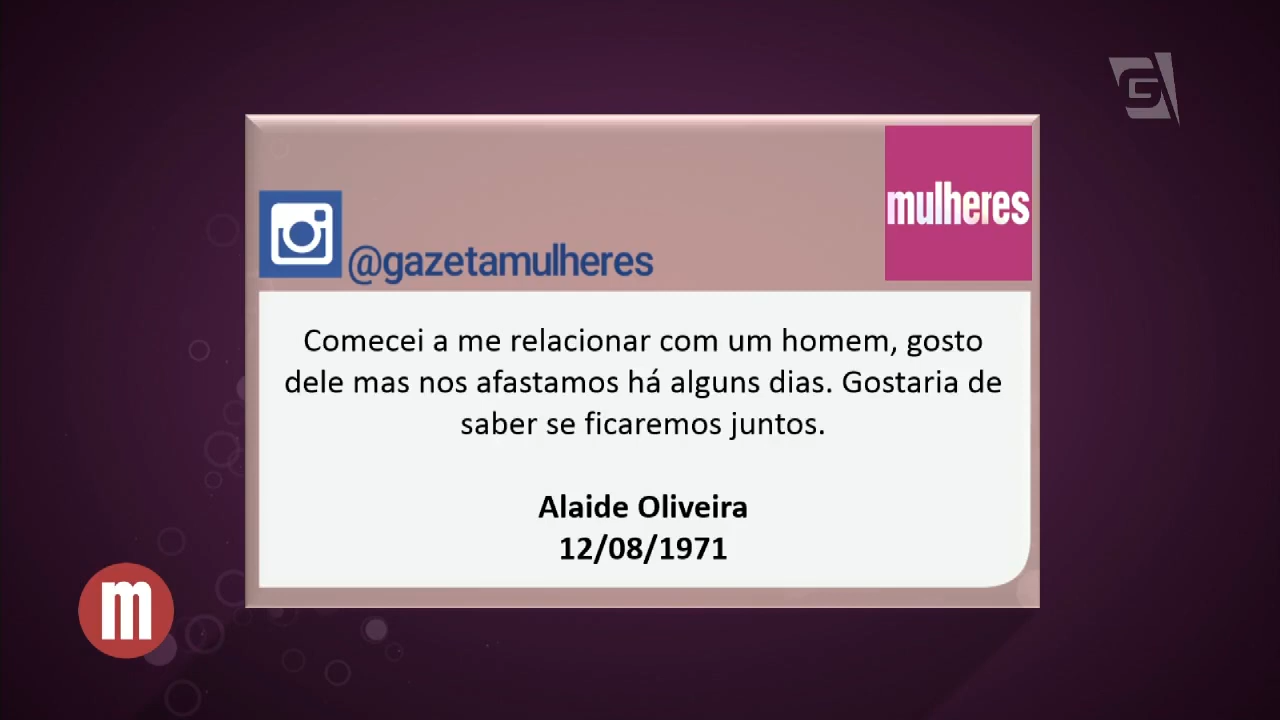 G
mulheres
@gazetamulheres
Comecei a me relacionar com um homem, gosto
dele mas nos afastamos há alguns dias. Gostaria de
saber se ficaremos juntos.
Alaide Oliveira
12/08/1971
m